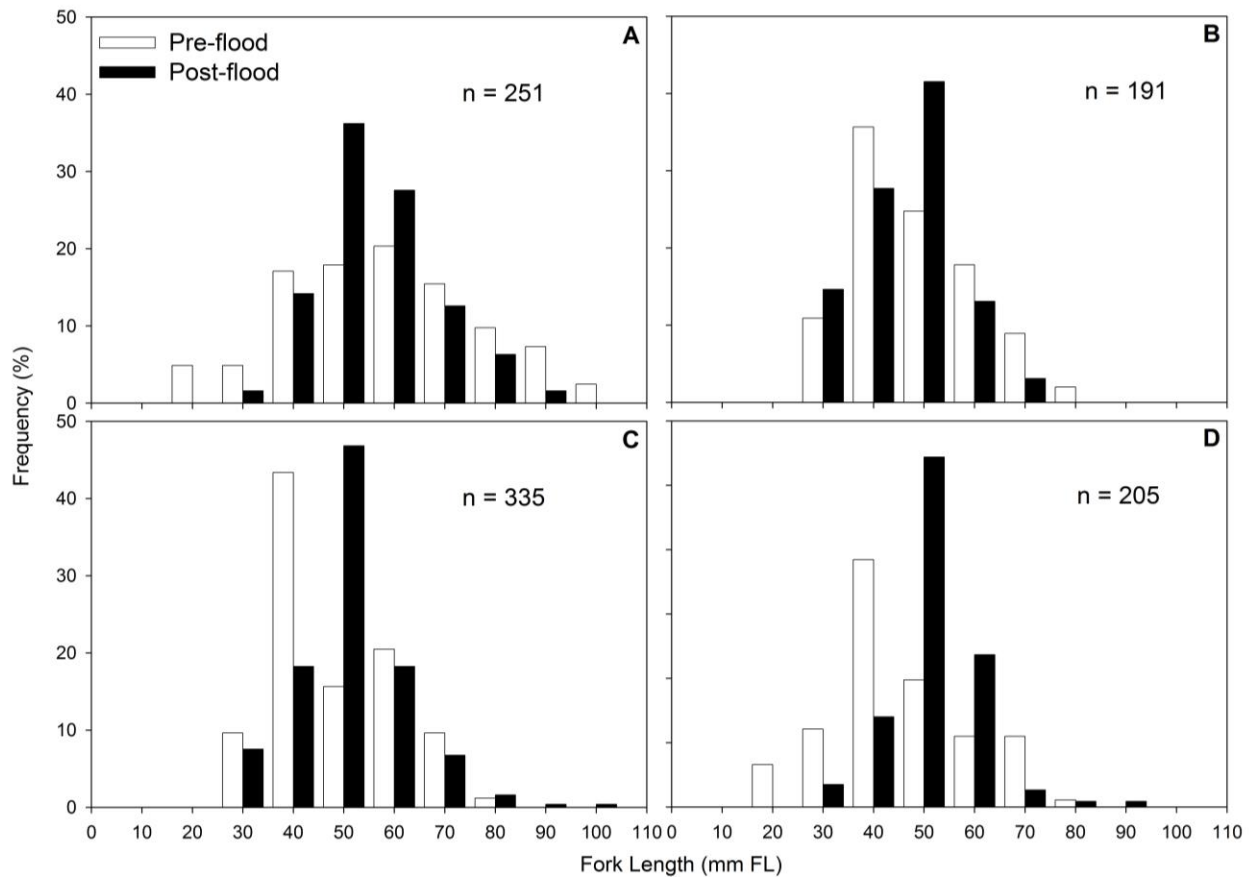 50 A B
Pre-flood
Post-flood
n = 251 n = 191
40
30
20
10
0
Frequency (%)
50 C D
n = 335 n = 205
40
30
20
10
0
0 10 20 30 40 50 60 70 80 90 100 110 0 10 20 30 40 50 60 70 80 90 100 110
Fork Length (mm FL)